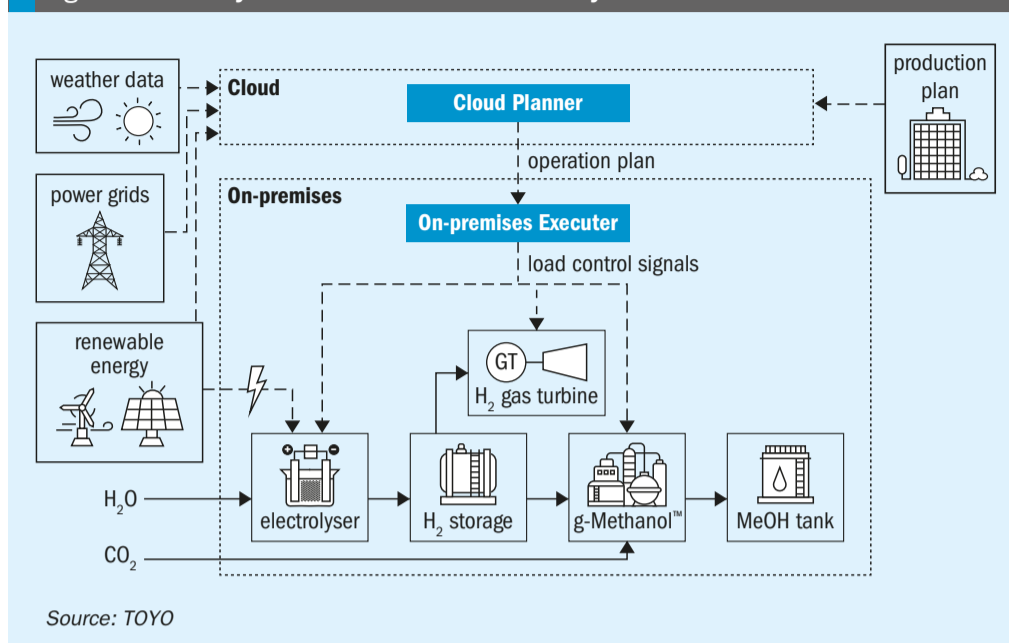 weather data
Cloud
Cloud Planner
production
plan
operation plan
power grids
On-premises
On-premises Executer
load control signals
renewable
energy
GT
H₂ gas turbine
H₂O
electrolyser
H₂ storage
g-Methanol™
MeOH tank
CO₂
Source: TOYO